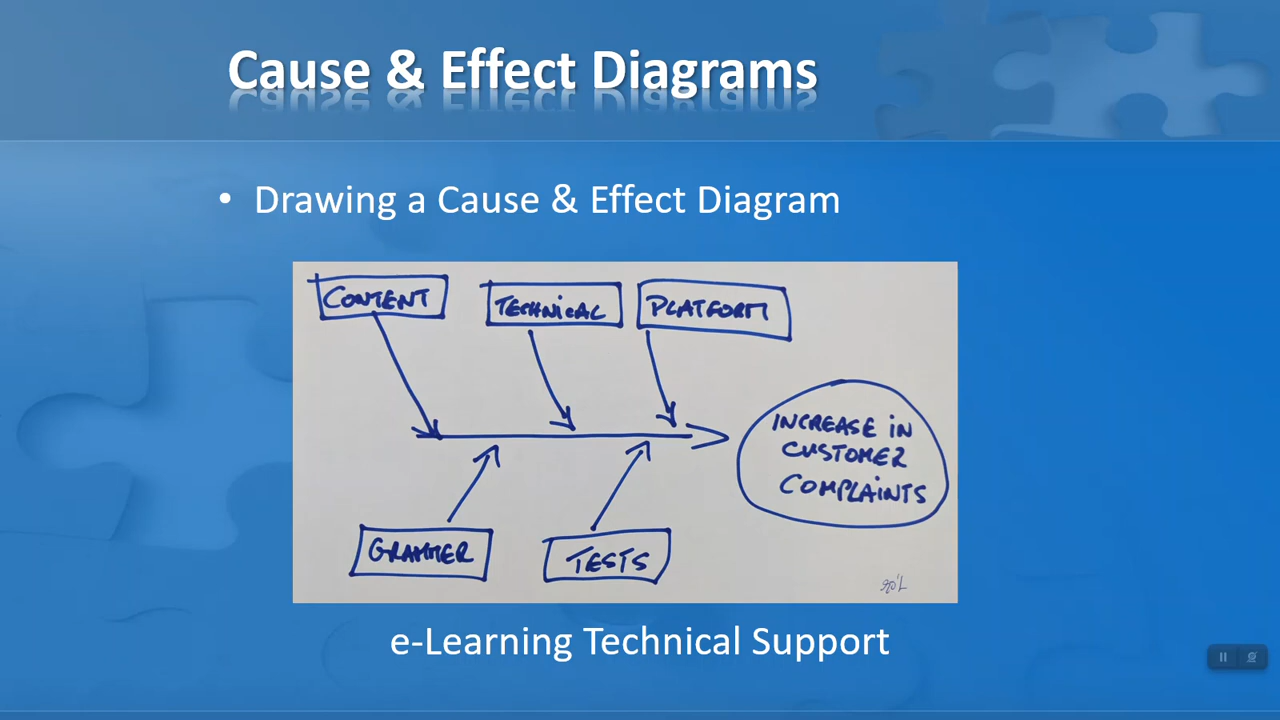 Cause & Effect Diagrams
• Drawing a Cause & Effect Diagram
CONTENT
TECHNICAL
PLATFORM
INCREASE IN
CUSTOMER
COMPLAINTS
GRAMMER
TESTS
e-Learning Technical Support